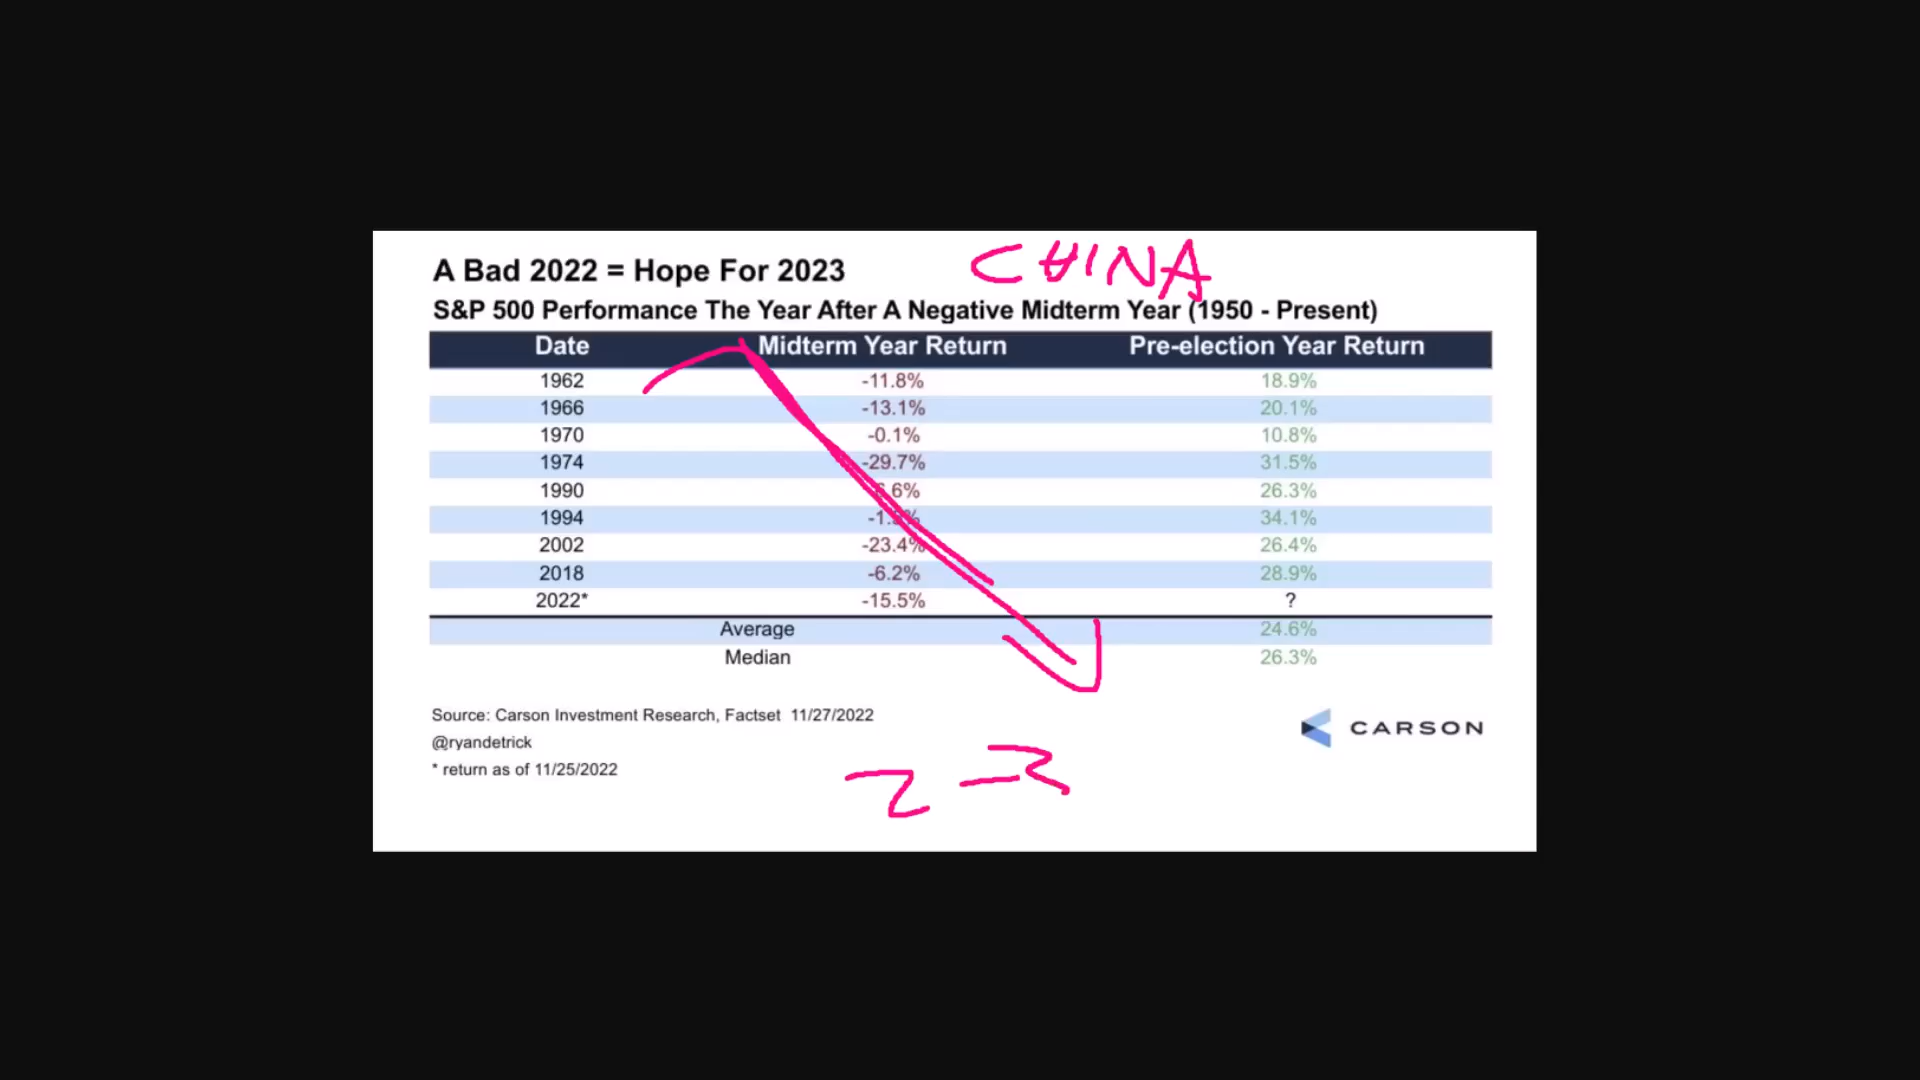 A Bad 2022 = Hope For 2023 CHINA
S&P 500 Performance The Year After A Negative Midterm Year (1950 - Present)
Date Midterm Year Return Pre-election Year Return
1962 -11.8% 18.9%
1966 -13.1% 20.1%
1970 -0.1% 10.8%
1974 -29.7% 31.5%
1990 26.3%
1994 34.1%
2002 -23.4% 26.4%
2018 -6.2% 28.9%
2022* -15.5% ?
Average 24.6%
Median 26.3%
Source: Carson Investment Research, Factset 11/27/2022
CARSON
@ryandetrick
* return as of 11/25/2022
2-3